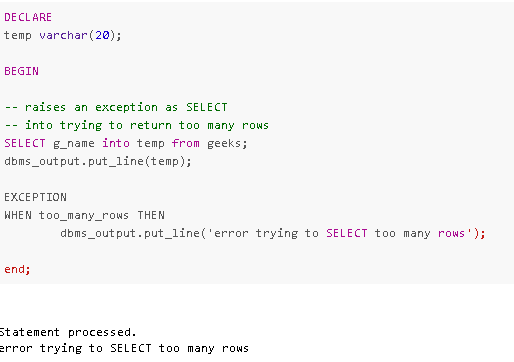 DECLARE
temp varchar(20);
BEGIN
-- raises an exception as SELECT
-- into trying to return too many rows
SELECT g_name into temp from geeks;
dbms_output.put_line(temp);
EXCEPTION
WHEN too_many_rows THEN
dbms_output.put_line('error trying to SELECT too many rows');
end;
Statement processed.
error trying to SELECT too many rows